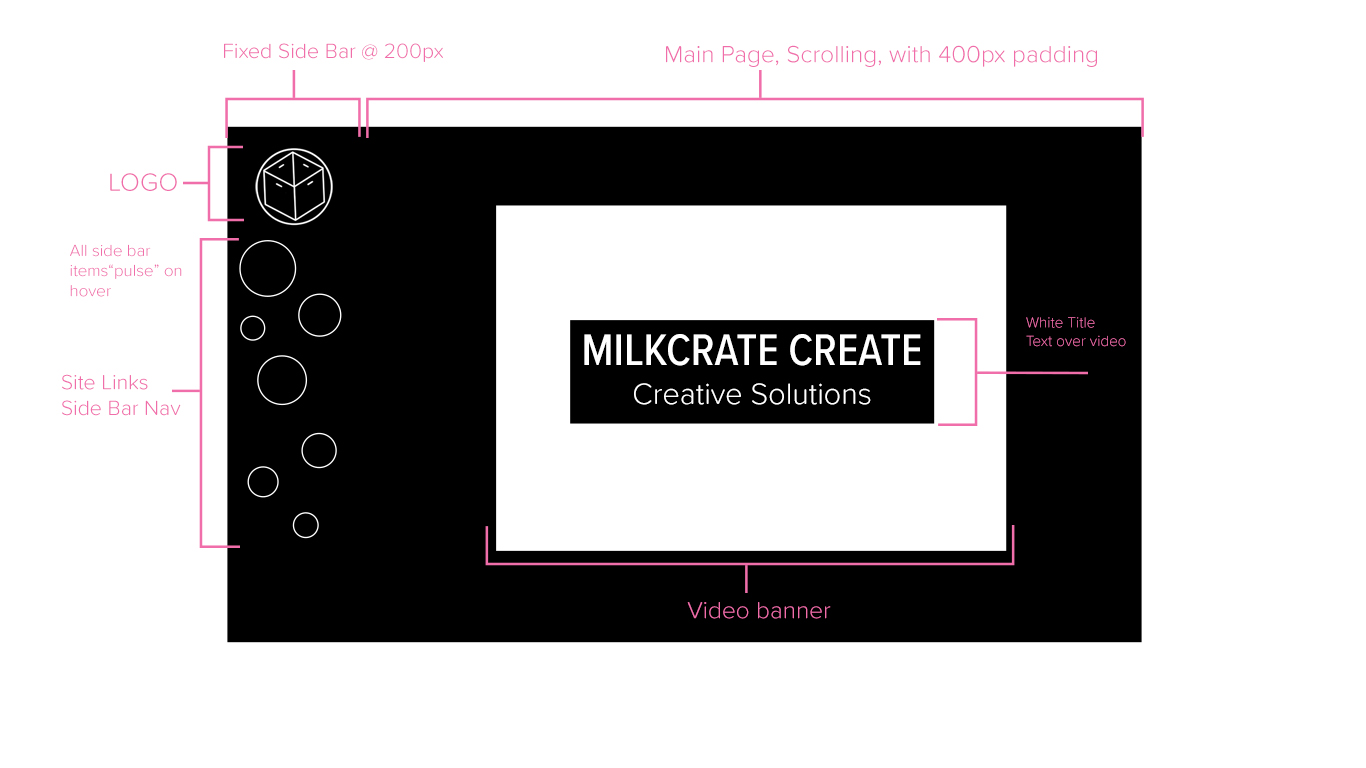 Fixed Side Bar @ 200px
Main Page, Scrolling, with 400px padding
LOGO
All side bar
items“pulse” on
hover
Site Links
Side Bar Nav
MILKCRATE CREATE
Creative Solutions
White Title
Text over video
Video banner